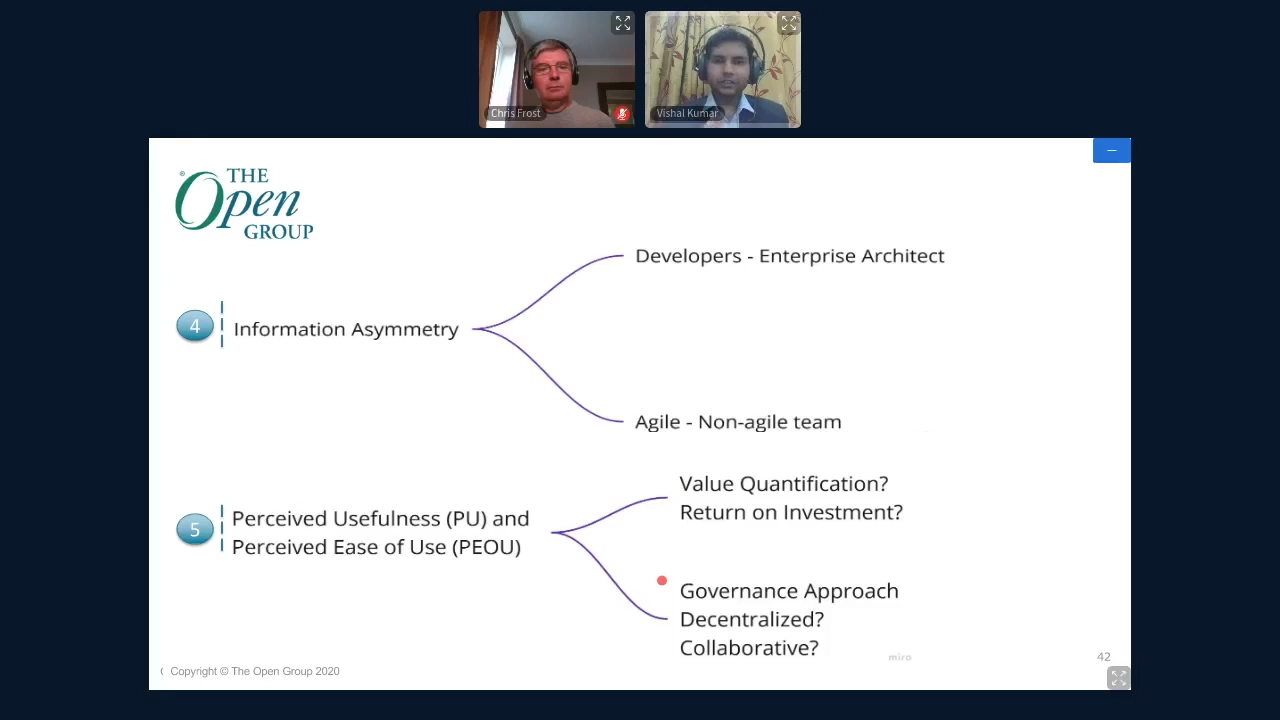 Chris Frost
Vishal Kumar
THE
Open
GROUP
®
Developers - Enterprise Architect
4
Information Asymmetry
Agile - Non-agile team
5
Perceived Usefulness (PU) and
Perceived Ease of Use (PEOU)
Value Quantification?
Return on Investment?
Governance Approach
Decentralized?
Collaborative?
miro
42
( Copyright © The Open Group 2020